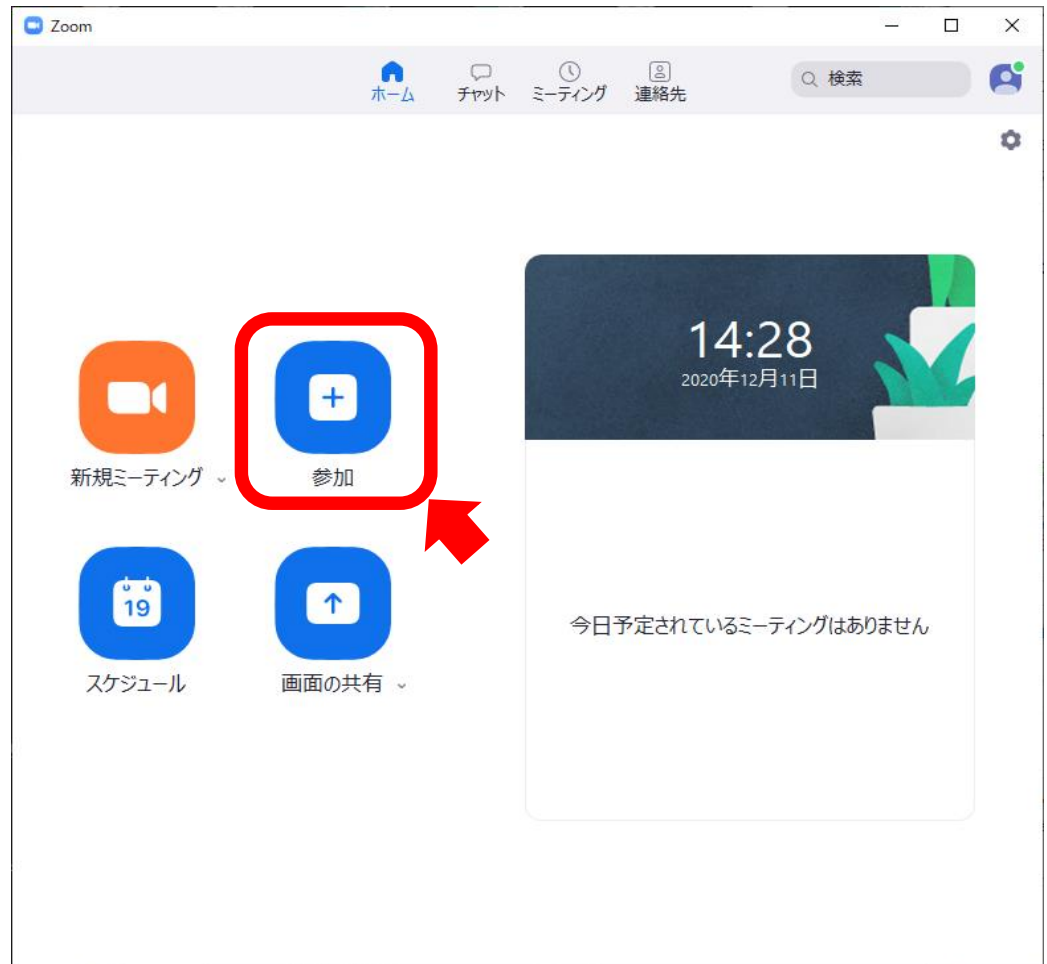 Zoom
ホーム
チャット
ミーティング
連絡先
検索
14:28
2020年12月11日
新規ミーティング
参加
19
スケジュール
画面の共有
今日予定されているミーティングはありません